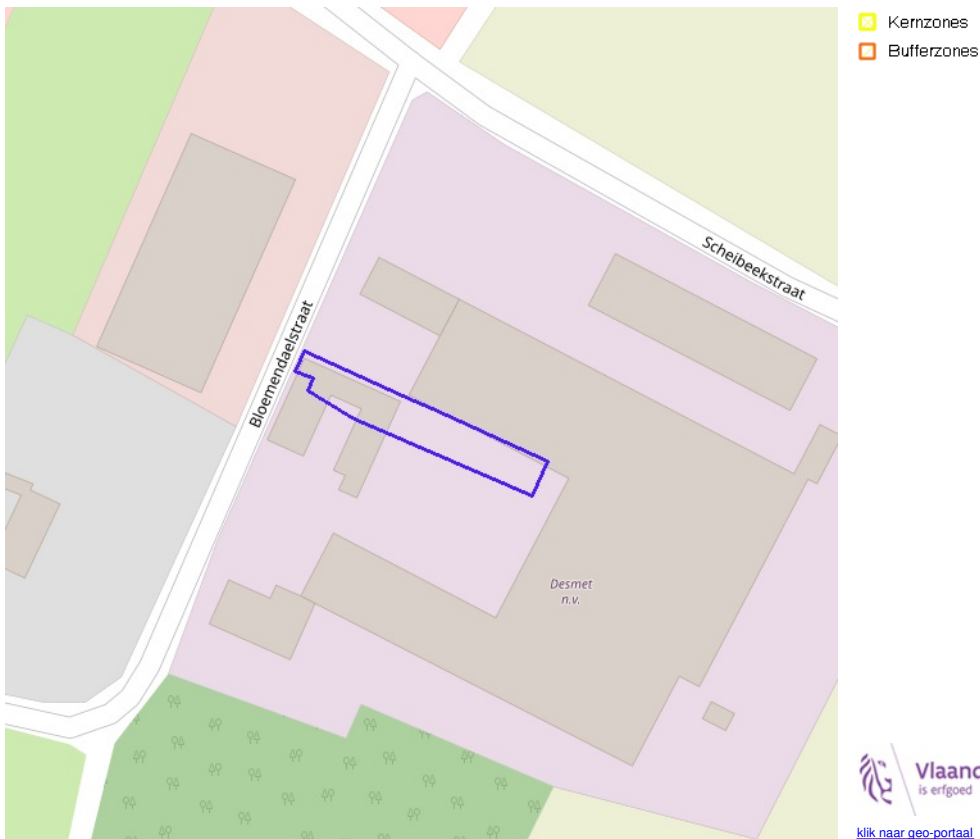 Kernzones
Bufferzones
Scheibeekstraat
Bloemendaelstraat
Desmet
n.v.
Vlaand
is erfgoed
klik naar geo-portaal